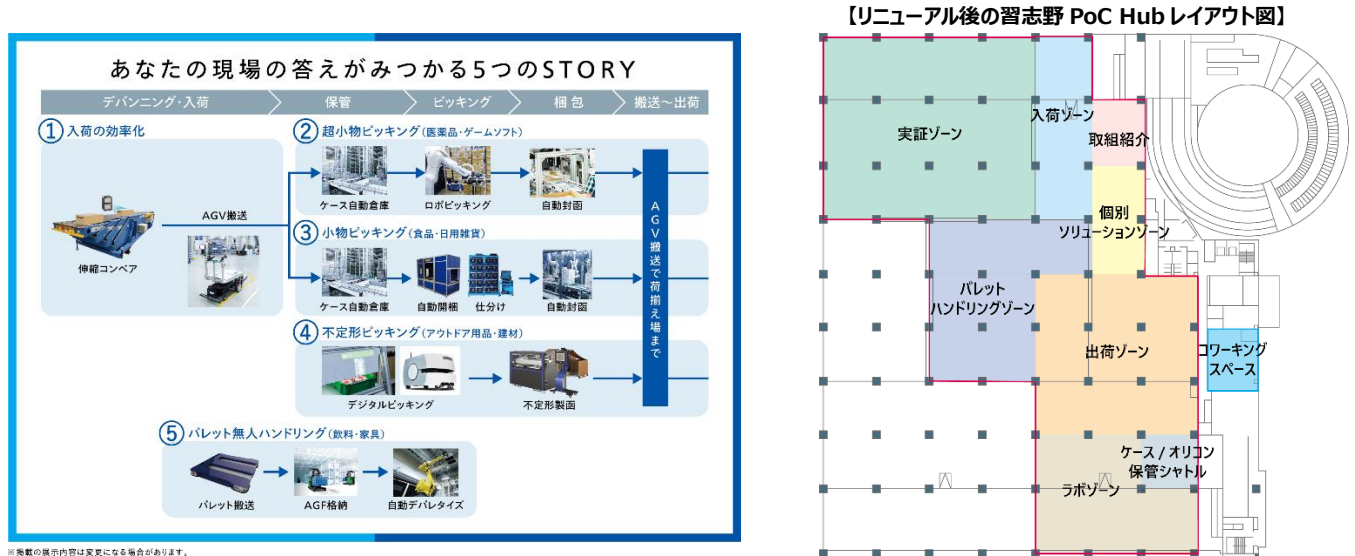 あなたの現場の答えがみつかる5つのSTORY
デバンニング・入荷
保管
ピッキング
梱包
搬送～出荷
① 入荷の効率化
伸縮コンベア
AGV搬送
② 超小物ピッキング(医薬品・ゲームソフト)
ケース自動倉庫
ロボピッキング
自動封函
③ 小物ピッキング(食品・日用雑貨)
ケース自動倉庫
自動開梱
仕分け
自動封函
④ 不定形ピッキング(アウトドア用品・建材)
デジタルピッキング
不定形製函
AGV搬送で荷揃え場まで
⑤ パレット無人ハンドリング(飲料・家具)
パレット搬送
AGF格納
自動デパレタイズ
※掲載の展示内容は変更になる場合があります。
【リニューアル後の習志野 PoC Hub レイアウト図】
実証ゾーン
入荷ゾーン
取組紹介
個別
ソリューションゾーン
パレット
ハンドリングゾーン
出荷ゾーン
コワーキング
スペース
ケース / オリコン
保管シャトル
ラボゾーン